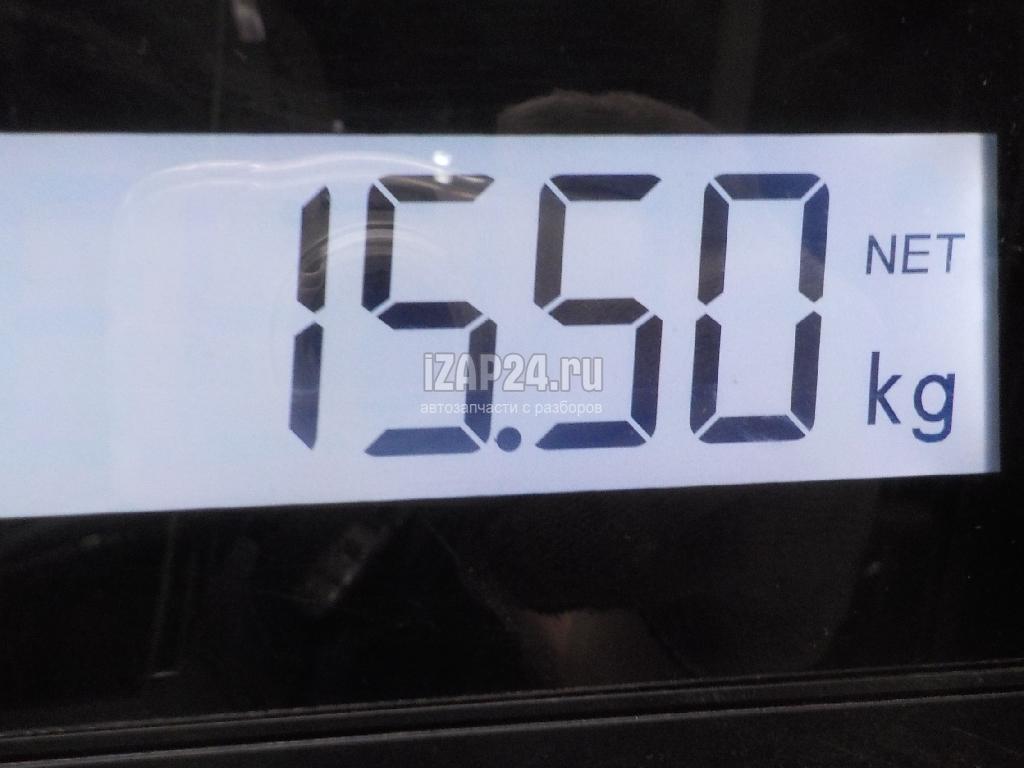 15.50
NET
kg
iZAP24.ru
автозапчасти с разборов